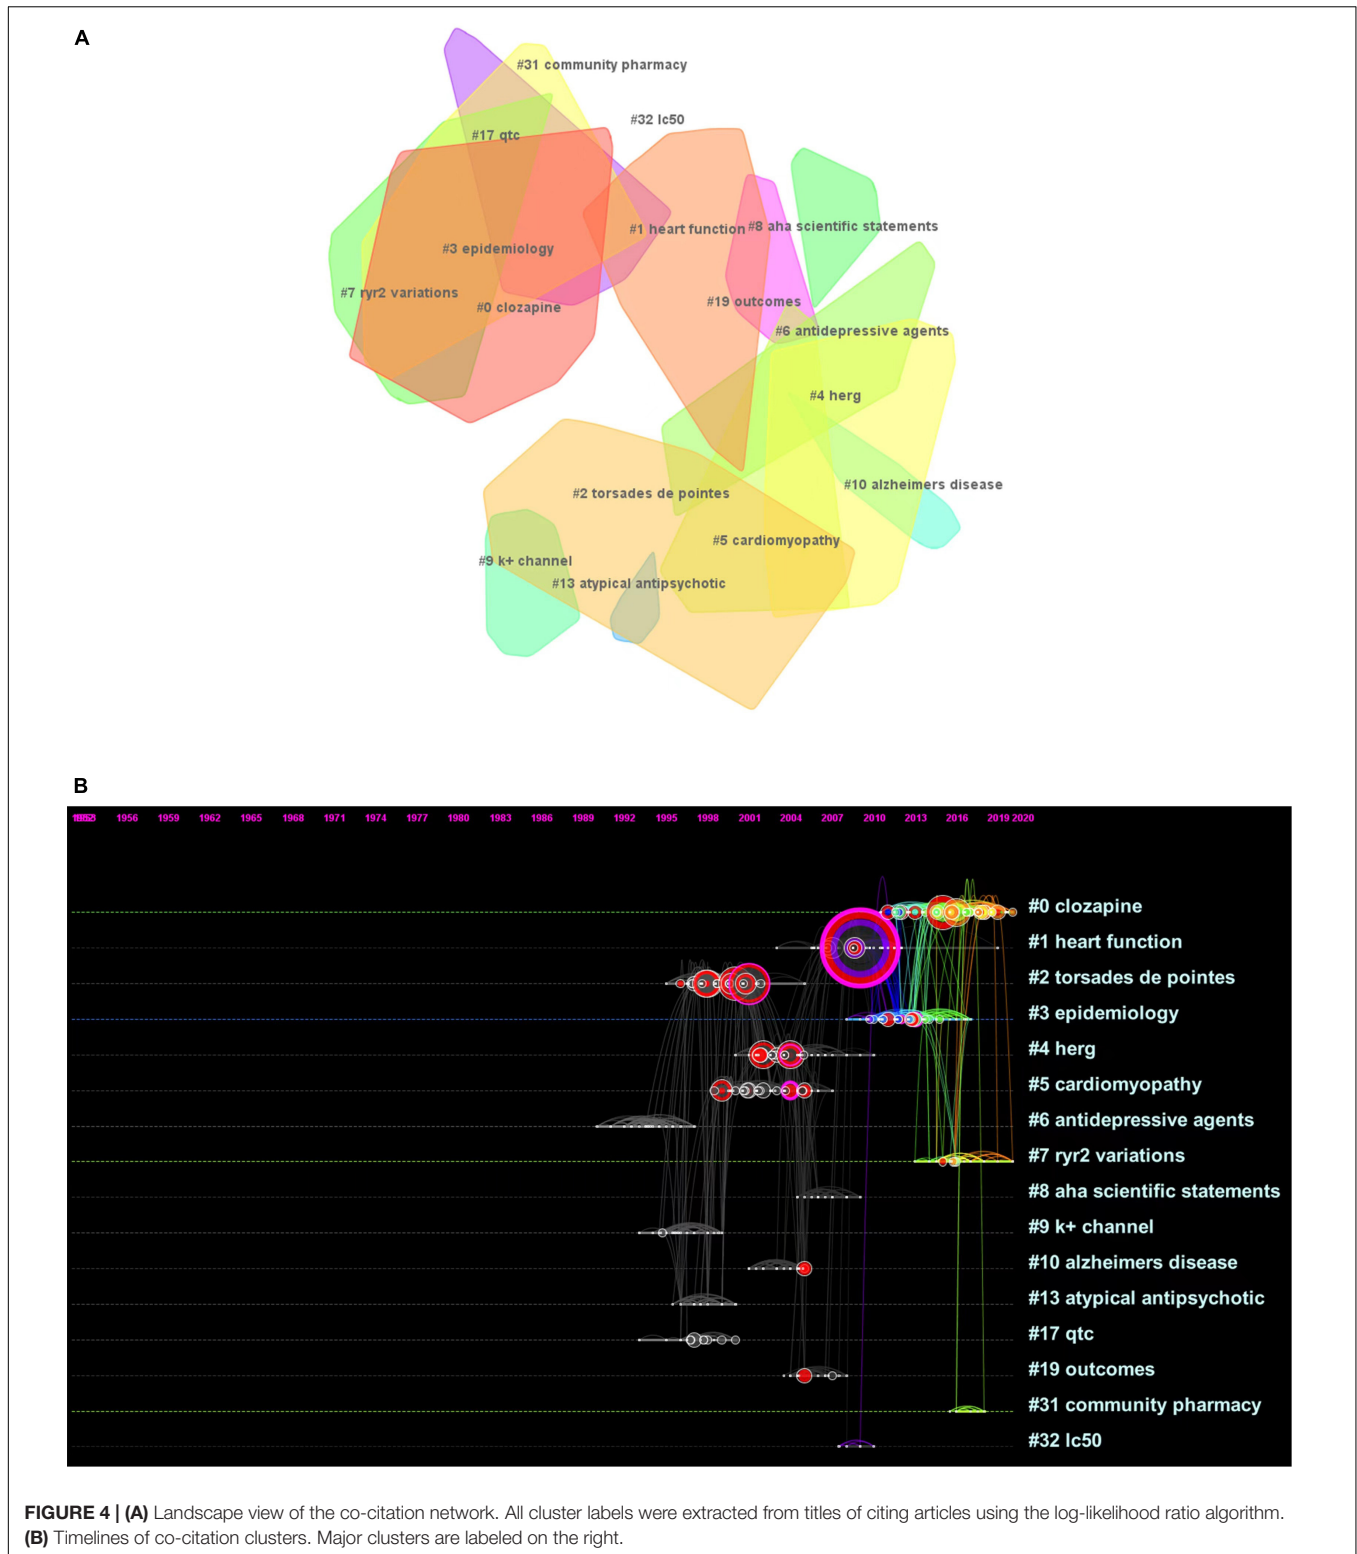 A
#31 community pharmacy
#32 lc50
#17 qtc
#1 heart function
#8 aha scientific statements
#3 epidemiology
#7 ryr2 variations
#0 clozapine
#19 outcomes
#6 antidepressive agents
#4 herg
#10 alzheimers disease
#2 torsades de pointes
#5 cardiomyopathy
#9 k+ channel
#13 atypical antipsychotic
B
1956 1959 1962 1965 1968 1971 1974 1977 1980 1983 1986 1989 1992 1995 1998 2001 2004 2007 2010 2013 2016 2019 2020
#0 clozapine
#1 heart function
#2 torsades de pointes
#3 epidemiology
#4 herg
#5 cardiomyopathy
#6 antidepressive agents
#7 ryr2 variations
#8 aha scientific statements
#9 k+ channel
#10 alzheimers disease
#13 atypical antipsychotic
#17 qtc
#19 outcomes
#31 community pharmacy
#32 lc50
FIGURE 4 | (A) Landscape view of the co-citation network. All cluster labels were extracted from titles of citing articles using the log-likelihood ratio algorithm.
(B) Timelines of co-citation clusters. Major clusters are labeled on the right.